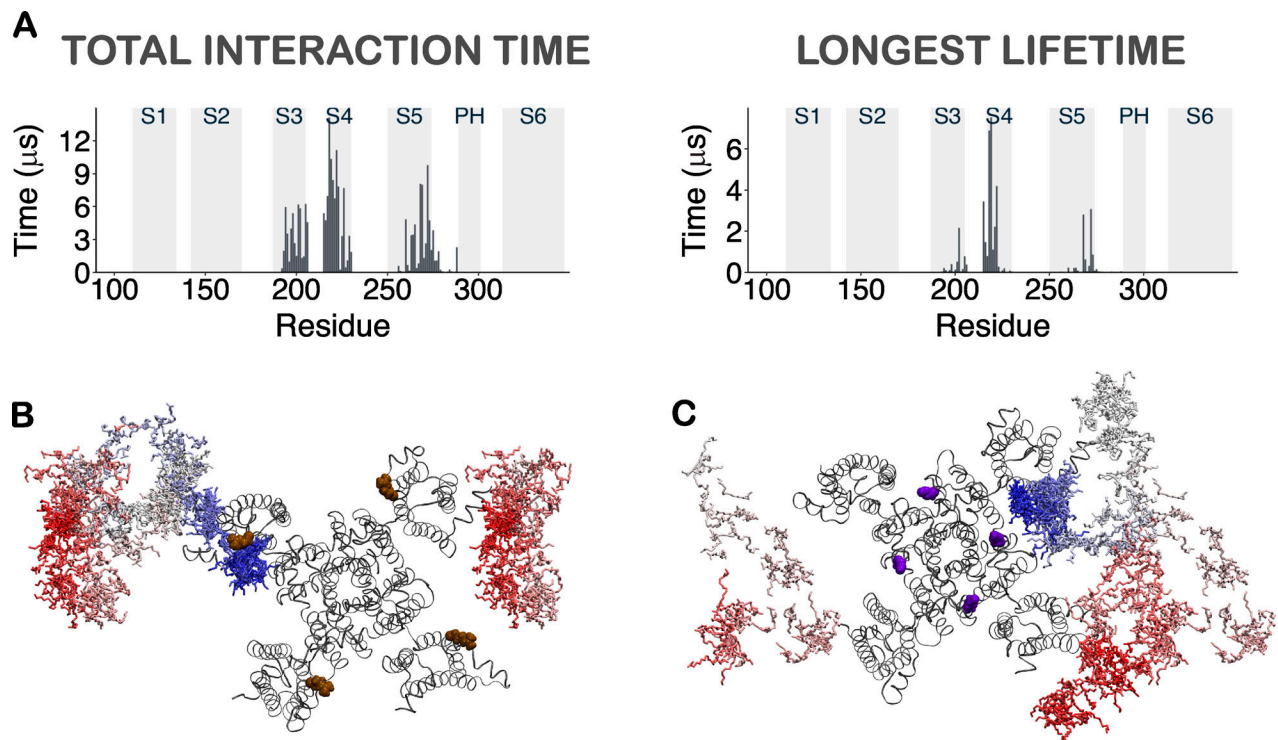 A
TOTAL INTERACTION TIME
LONGEST LIFETIME
S1 S2 S3 S4 S5 PH S6
Time (μs)
12
9
6
3
0
100 150 200 250 300
Residue
S1 S2 S3 S4 S5 PH S6
Time (μs)
6
4
2
0
100 150 200 250 300
Residue
B
C